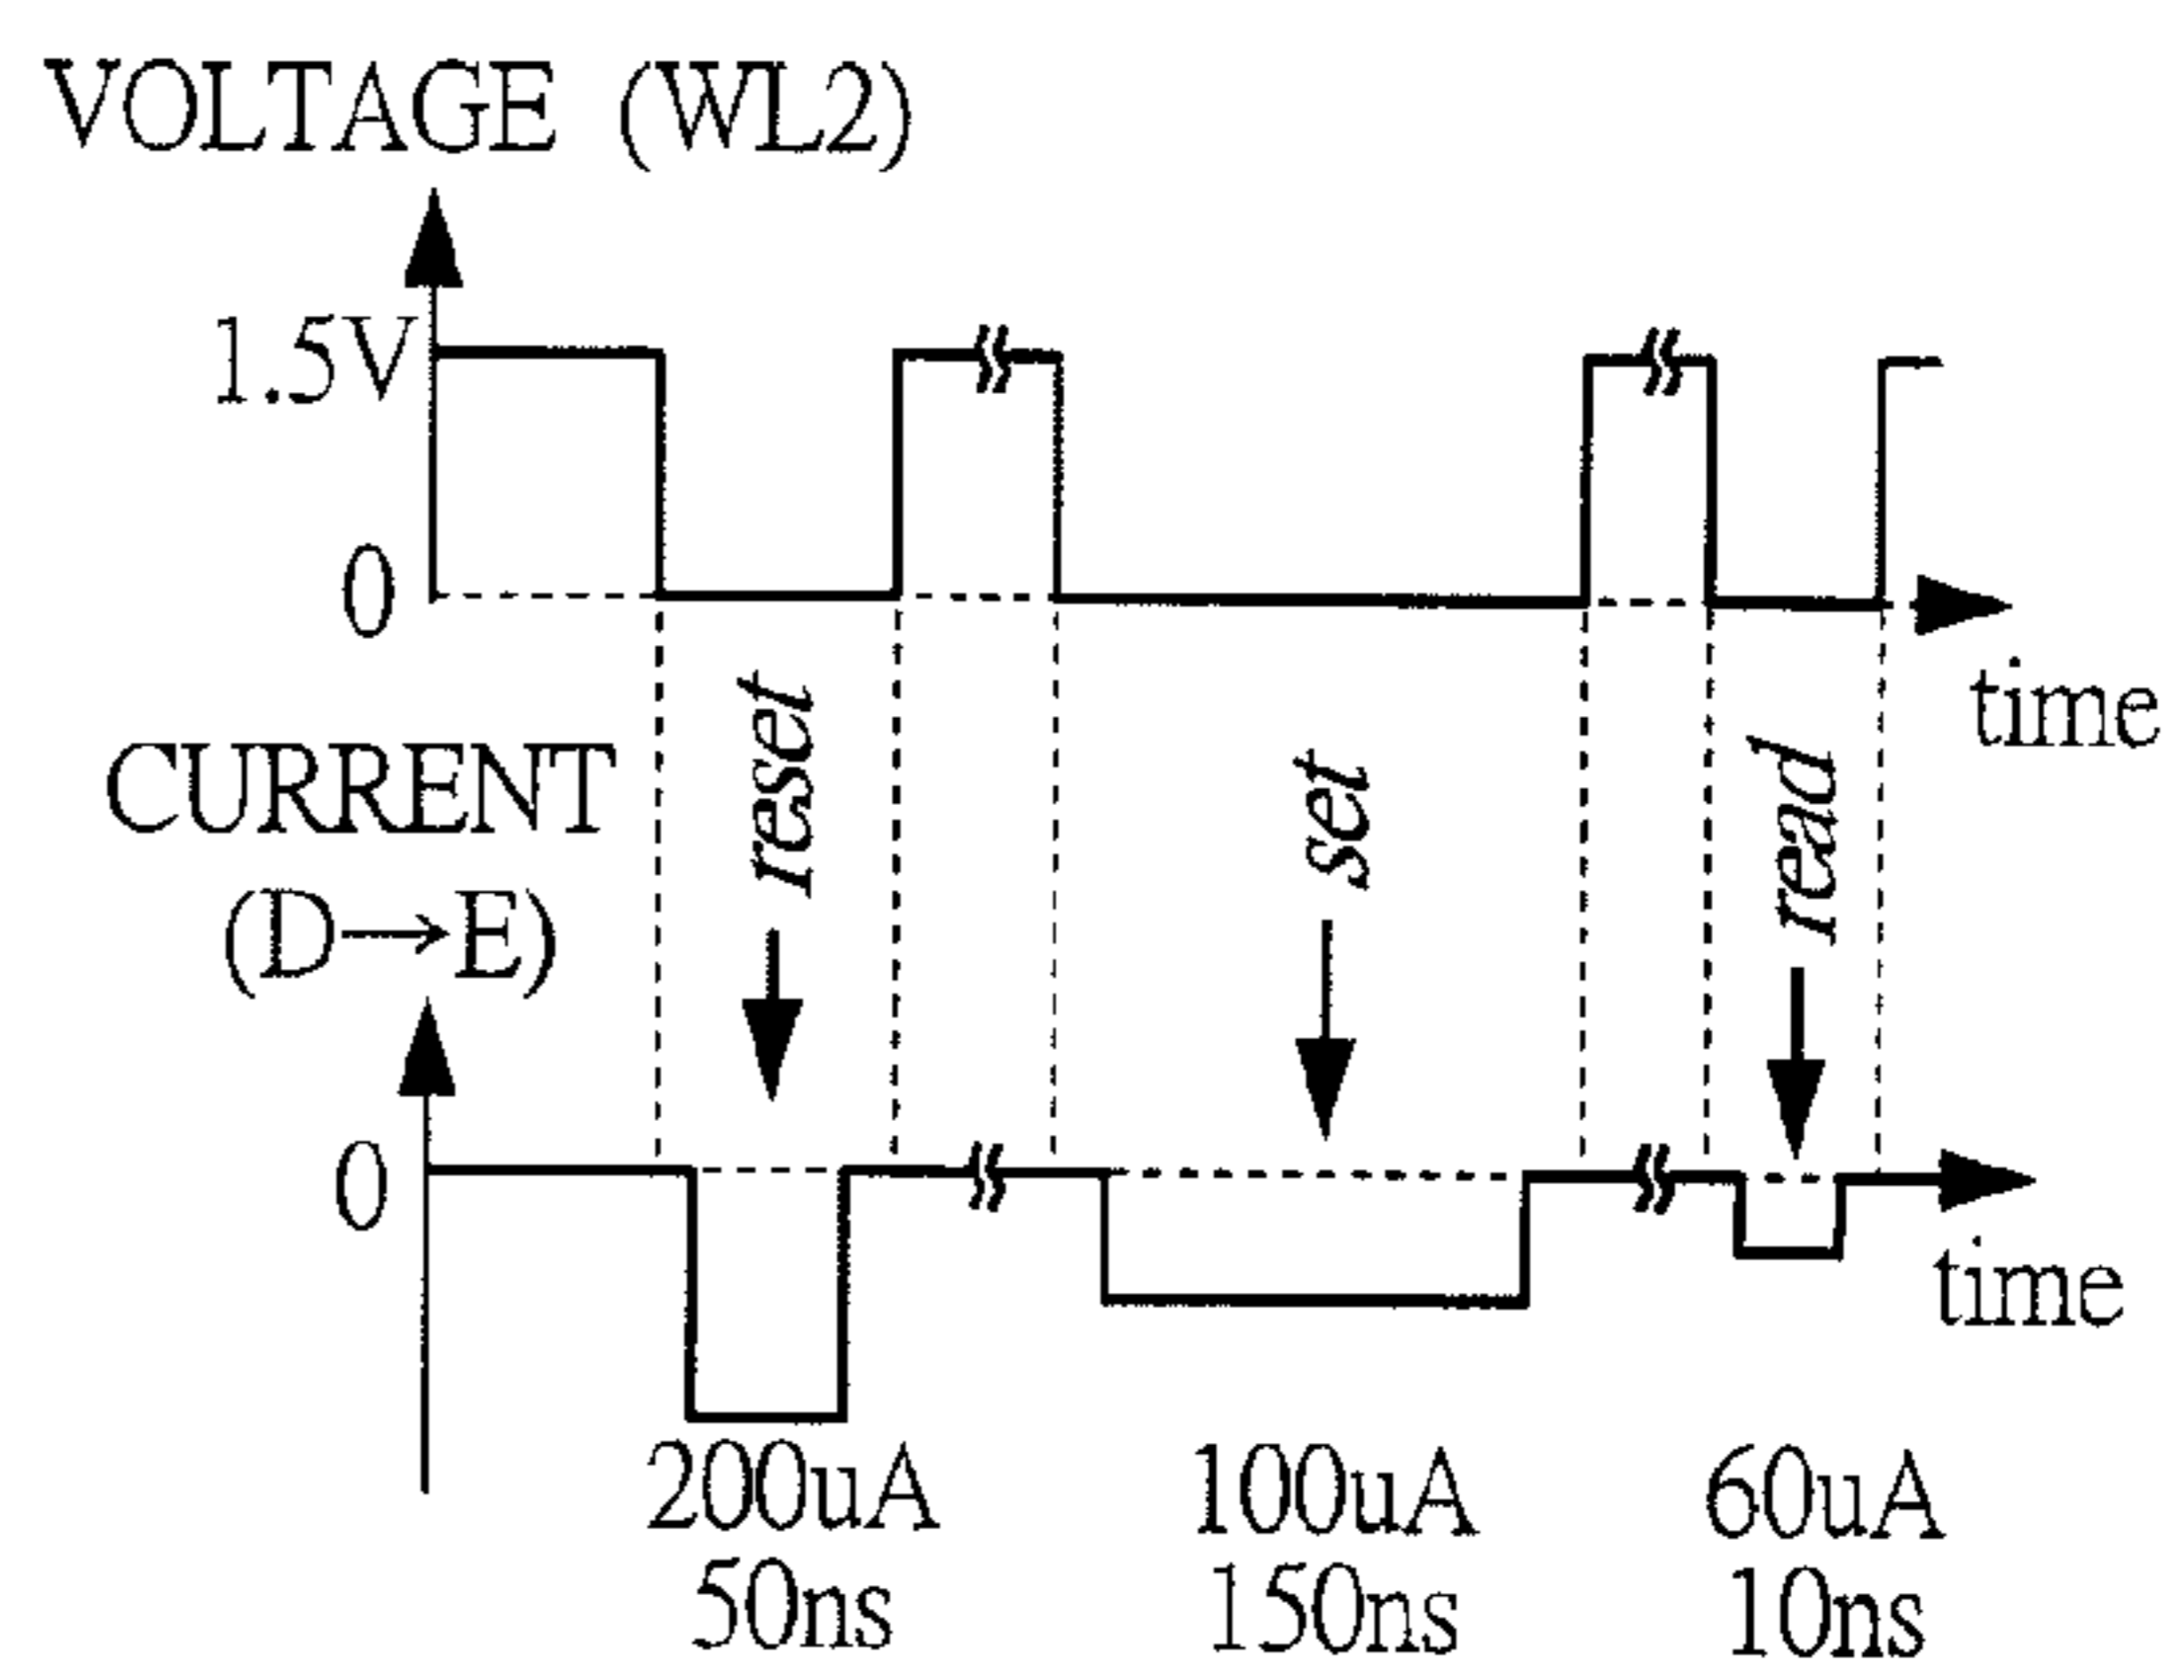 VOLTAGE (WL2)
1.5V
0
time
reset
set
read
CURRENT
(D→E)
0
time
200uA
50ns
100uA
150ns
60uA
10ns